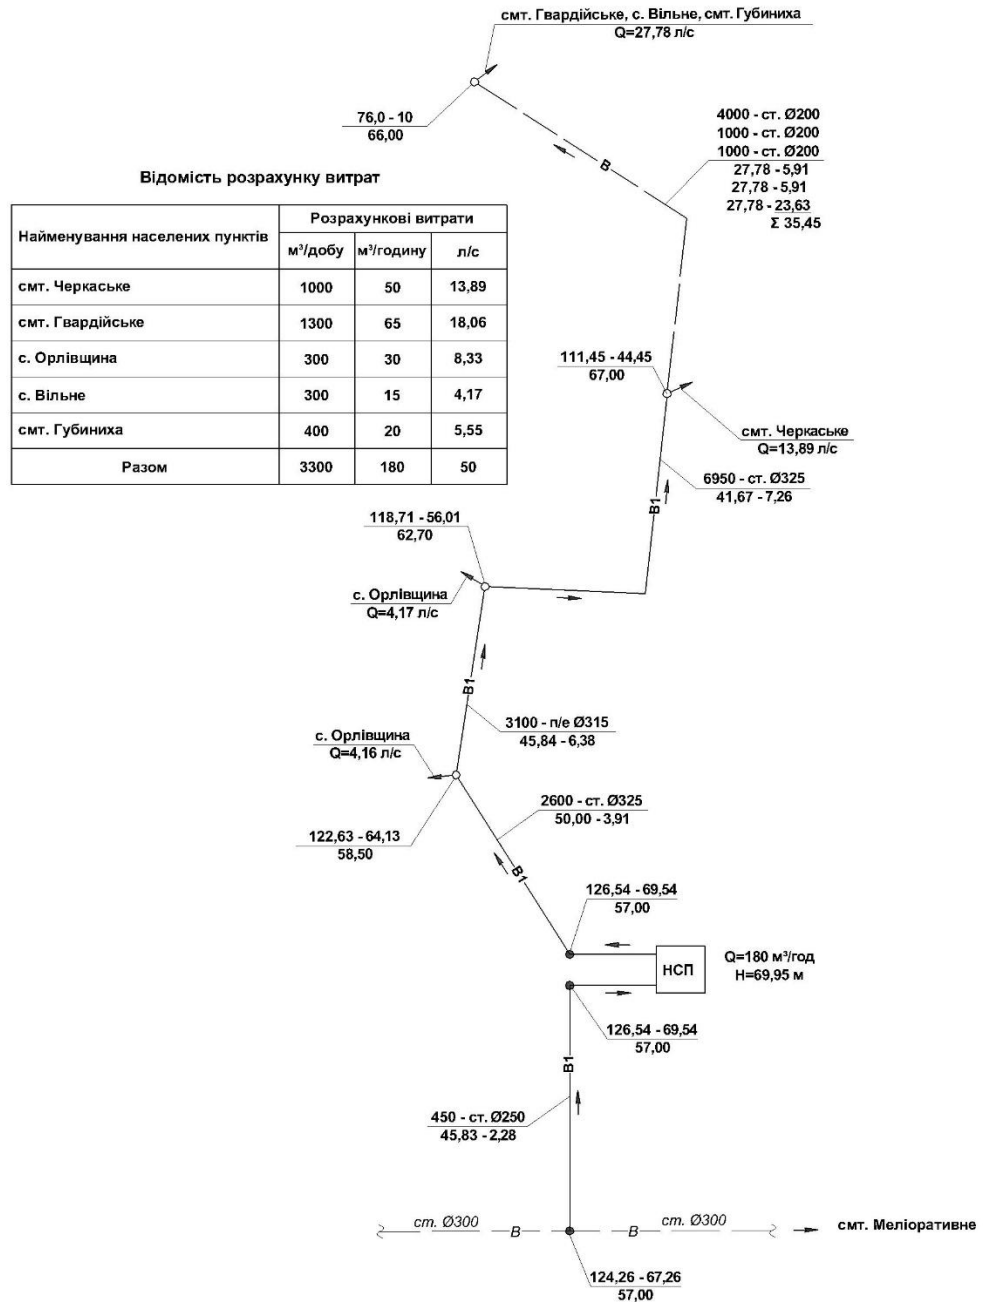 смт. Гвардійське, с. Вільне, смт. Губиниха
Q=27,78 л/с
76,0 - 10
66,00
4000 - ст. Ø200
1000 - ст. Ø200
1000 - ст. Ø200
27,78 - 5,91
27,78 - 5,91
27,78 - 23,63
Σ 35,45
В
Відомість розрахунку витрат
Найменування населених пунктів
Розрахункові витрати
м³/добу м³/годину л/с
смт. Черкаське 1000 50 13,89
смт. Гвардійське 1300 65 18,06
с. Орлівщина 300 30 8,33
с. Вільне 300 15 4,17
смт. Губиниха 400 20 5,55
Разом 3300 180 50
111,45 - 44,45
67,00
смт. Черкаське
Q=13,89 л/с
6950 - ст. Ø325
41,67 - 7,26
В1
118,71 - 56,01
62,70
с. Орлівщина
Q=4,17 л/с
В1
3100 - п/е Ø315
45,84 - 6,38
с. Орлівщина
Q=4,16 л/с
2600 - ст. Ø325
50,00 - 3,91
122,63 - 64,13
58,50
В1
126,54 - 69,54
57,00
НСП
Q=180 м³/год
H=69,95 м
126,54 - 69,54
57,00
В1
450 - ст. Ø250
45,83 - 2,28
ст. Ø300
В
В
ст. Ø300
смт. Меліоративне
124,26 - 67,26
57,00